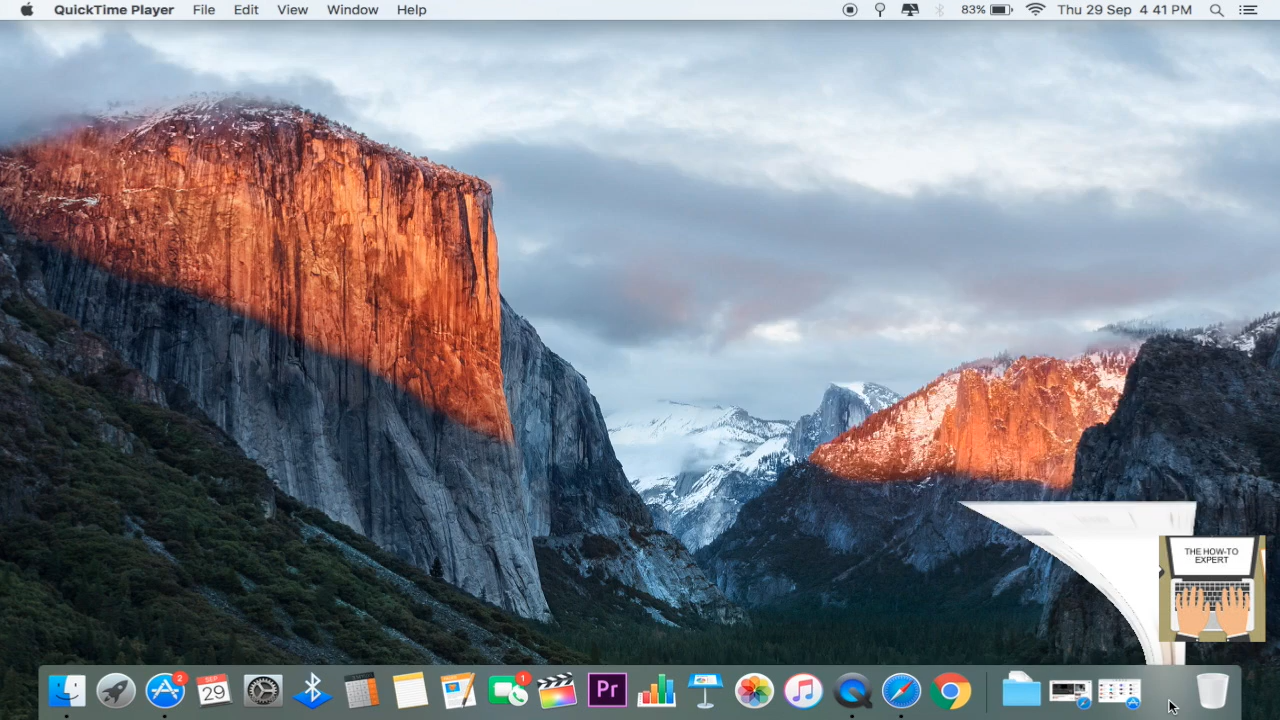 QuickTime Player File Edit View Window Help 83% Thu 29 Sep 4 41 PM
THE HOW-TO
EXPERT
2
SEP
29
1
Pr